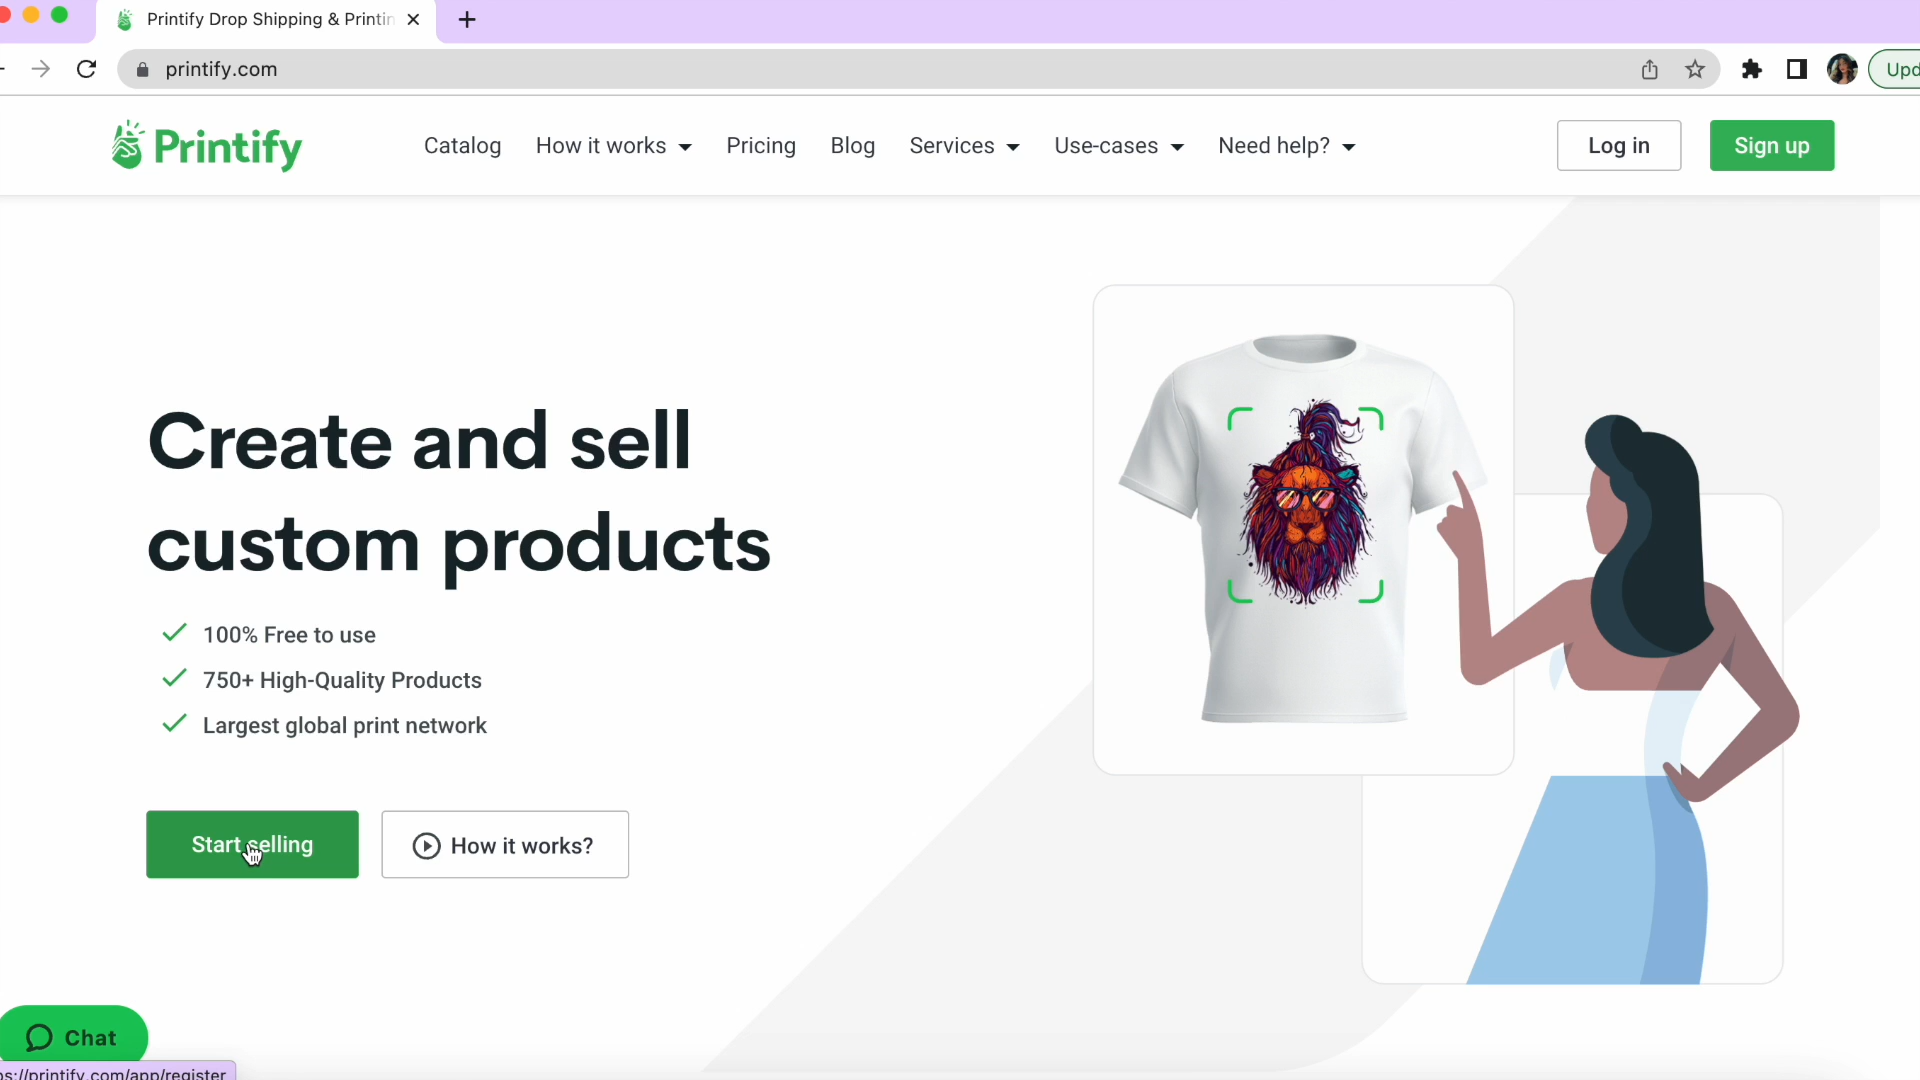 Printify Drop Shipping & Printin
printify.com
Upd
Printify
Catalog
How it works
Pricing
Blog
Services
Use-cases
Need help?
Log in
Sign up
Create and sell
custom products
100% Free to use
750+ High-Quality Products
Largest global print network
Start selling
How it works?
Chat
ps://printify.com/app/register